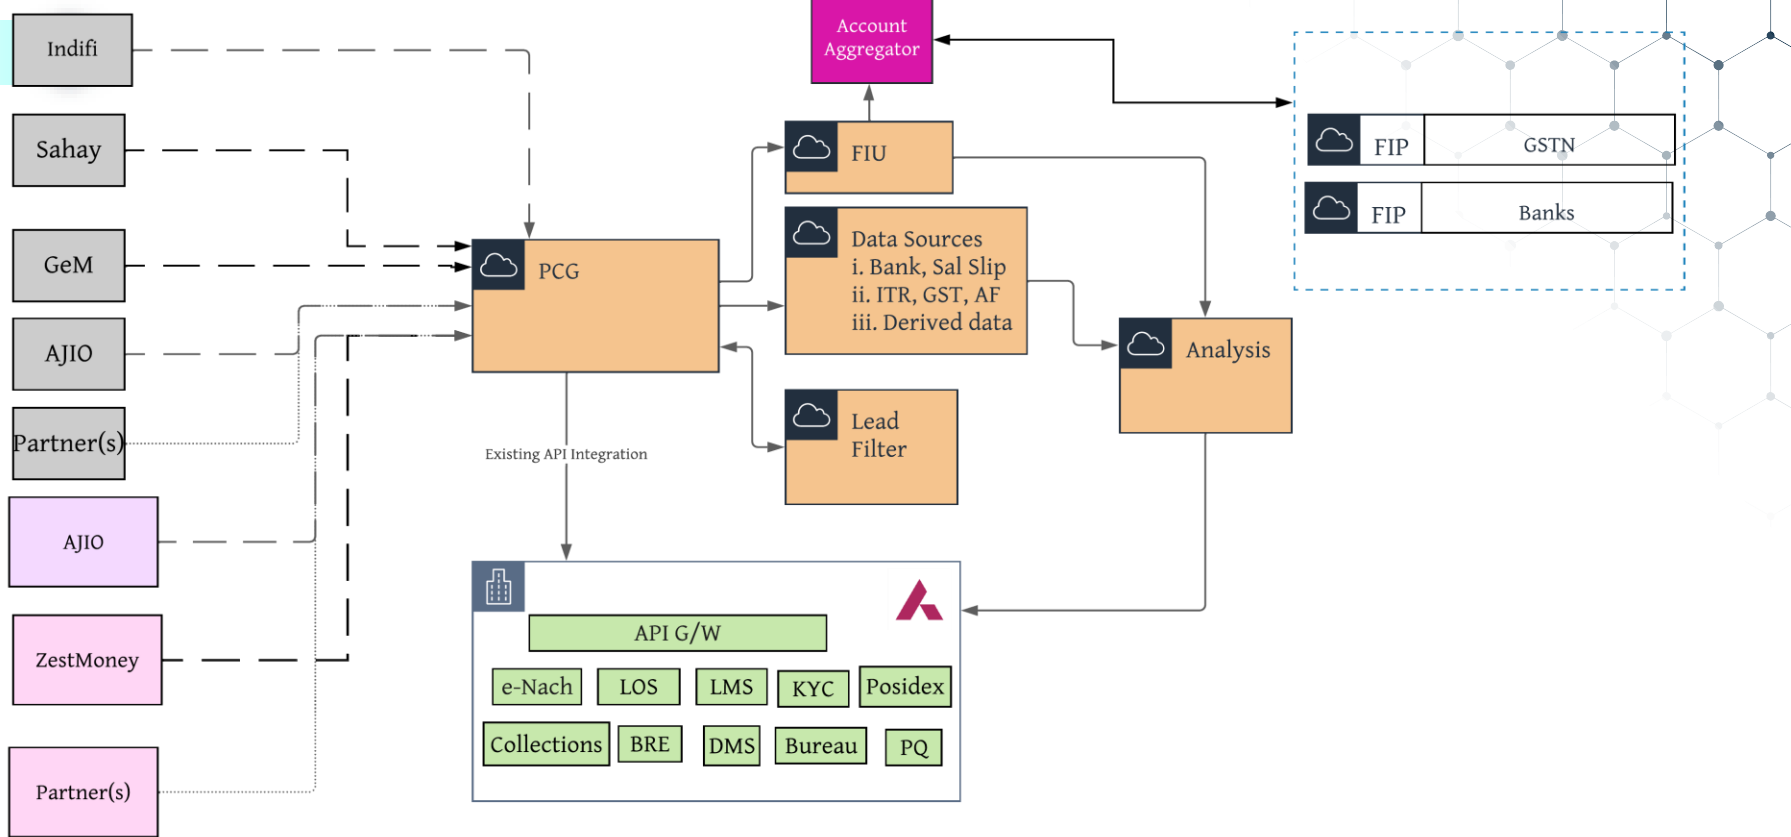 Indifi
Sahay
GeM
AJIO
Partner(s)
AJIO
ZestMoney
Partner(s)
PCG
Existing API Integration
Account
Aggregator
FIU
Data Sources
i. Bank, Sal Slip
ii. ITR, GST, AF
iii. Derived data
Lead
Filter
Analysis
FIP
GSTN
FIP
Banks
API G/W
e-Nach
LOS
LMS
KYC
Posidex
Collections
BRE
DMS
Bureau
PQ